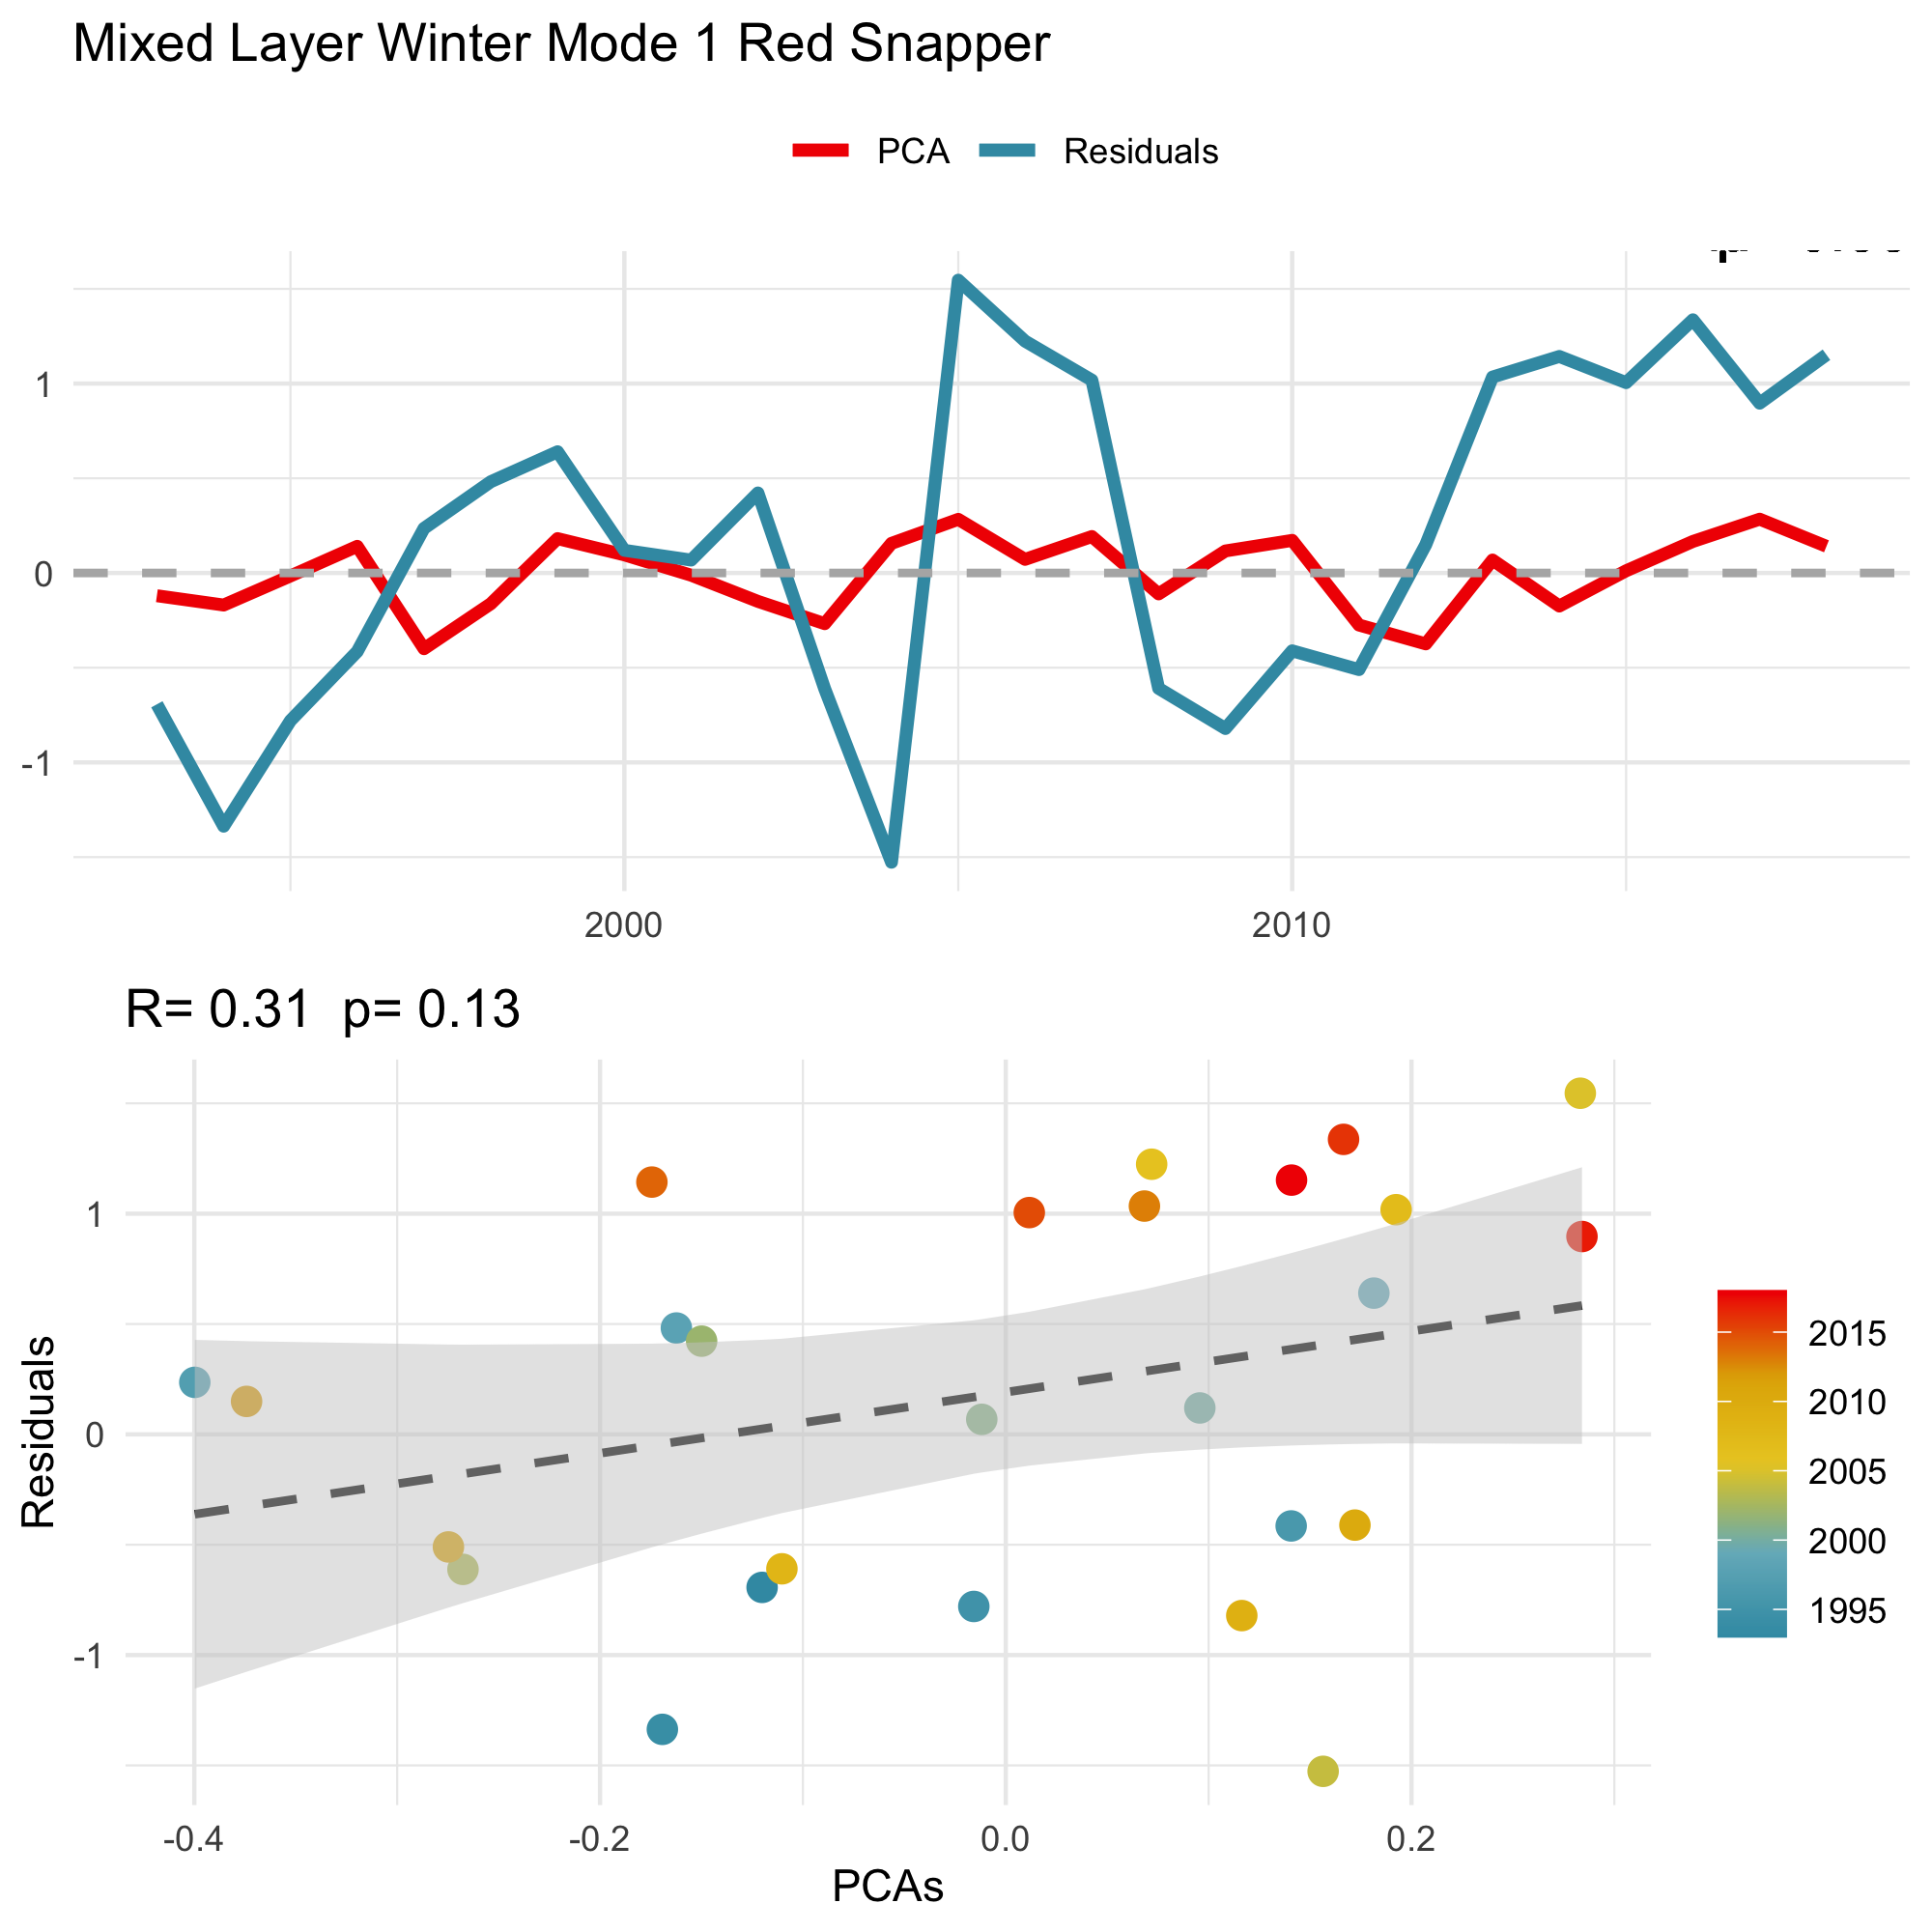 Mixed Layer Winter Mode 1 Red Snapper
PCA Residuals
1
0
-1
2000 2010
R= 0.31 p= 0.13
Residuals
1
0
-1
-0.4 -0.2 0.0 0.2
PCAs
2015
2010
2005
2000
1995